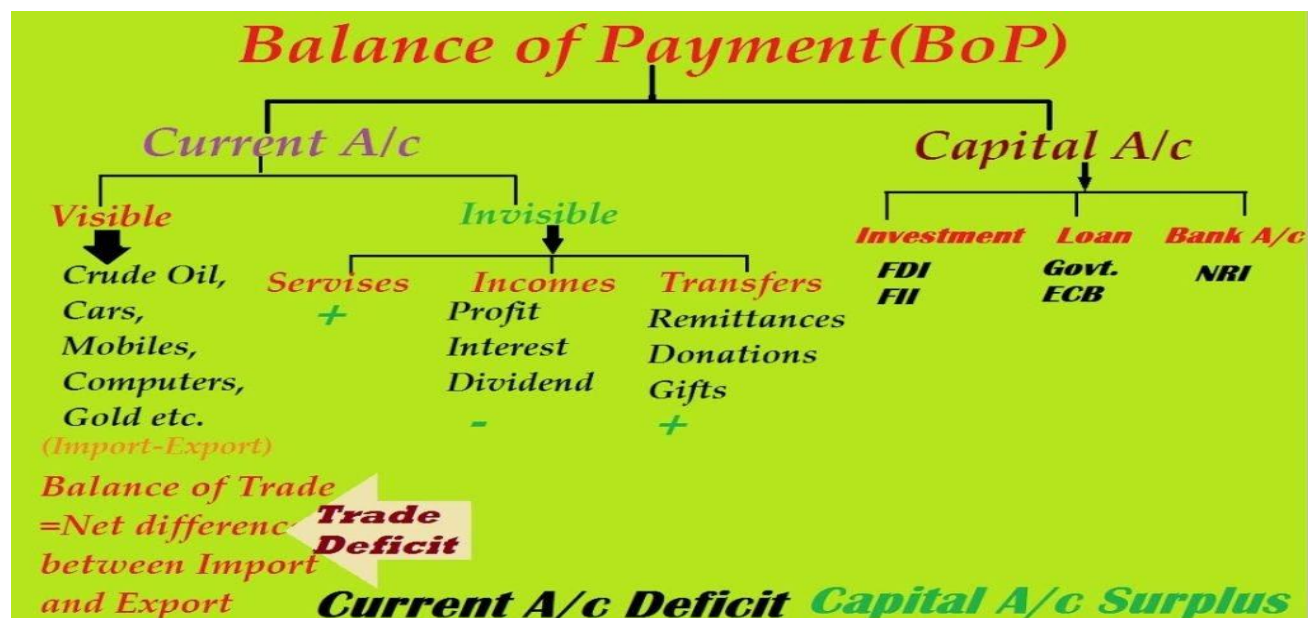 Balance of Payment(BoP)
Current A/c
Capital A/c
Visible
Invisible
Crude Oil,
Cars,
Mobiles,
Computers,
Gold etc.
(Import-Export)
Servises
+
Incomes
Profit
Interest
Dividend
-
Transfers
Remittances
Donations
Gifts
+
Investment
FDI
FII
Loan
Govt.
ECB
Bank A/c
NRI
Balance of Trade
=Net differenc
between Import
and Export
Trade
Deficit
Current A/c Deficit
Capital A/c Surplus